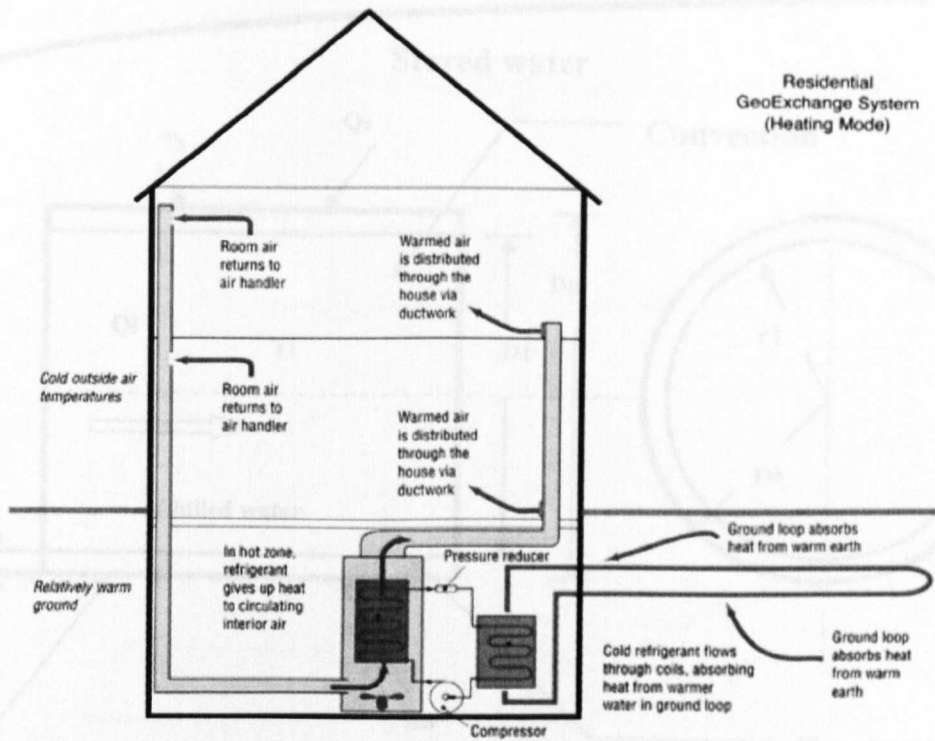 Residential
GeoExchange System
(Heating Mode)
Room air
returns to
air handler
Warmed air
is distributed
through the
house via
ductwork
Cold outside air
temperatures
Room air
returns to
air handler
Warmed air
is distributed
through the
house via
ductwork
Relatively warm
ground
In hot zone,
refrigerant
gives up heat
to circulating
interior air
Pressure reducer
Ground loop absorbs
heat from warm earth
Cold refrigerant flows
through coils, absorbing
heat from warmer
water in ground loop
Ground loop
absorbs heat
from warm
earth
Compressor
water
Convection
water
r1